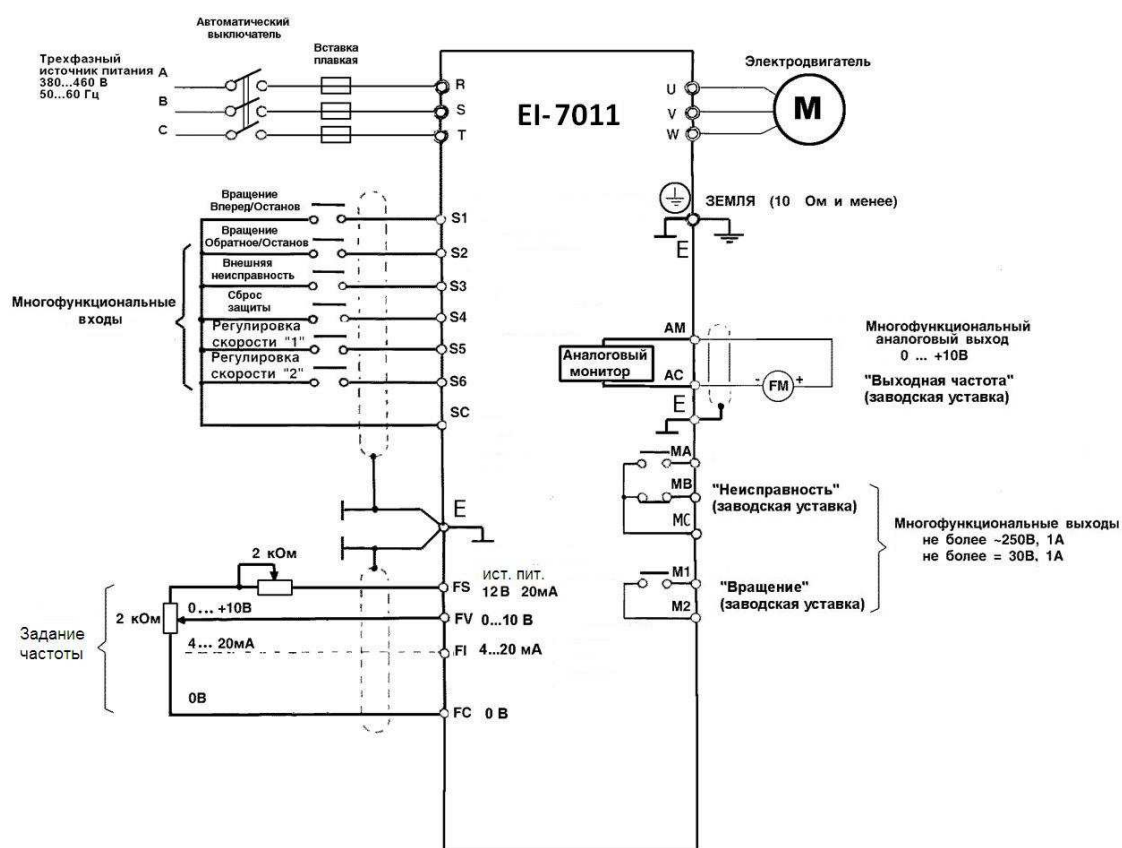 Автоматический
выключатель
Вставка
плавкая
Трехфазный
источник питания
380...460 В
50...60 Гц
A
B
C
R
S
T
EI-7011
U
V
W
Электродвигатель
M
ЗЕМЛЯ (10 Ом и менее)
E
Вращение
Вперед/Останов
S1
Вращение
Обратное/Останов
S2
Внешняя
неисправность
S3
Сброс
защиты
S4
Регулировка
скорости "1"
S5
Регулировка
скорости "2"
S6
SC
Многофункциональные
входы
AM
Аналоговый
монитор
AC
E
- FM +
Многофункциональный
аналоговый выход
0 ... +10В
"Выходная частота"
(заводская уставка)
MA
MB
MC
"Неисправность"
(заводская уставка)
M1
M2
"Вращение"
(заводская уставка)
Многофункциональные выходы
не более ~250В, 1А
не более = 30В, 1А
E
2 кОм
FS
ИСТ. ПИТ.
12В 20мА
2 кОм
0... +10В
FV 0...10 В
4... 20мА
FI 4...20 мА
0В
FC 0 В
Задание
частоты